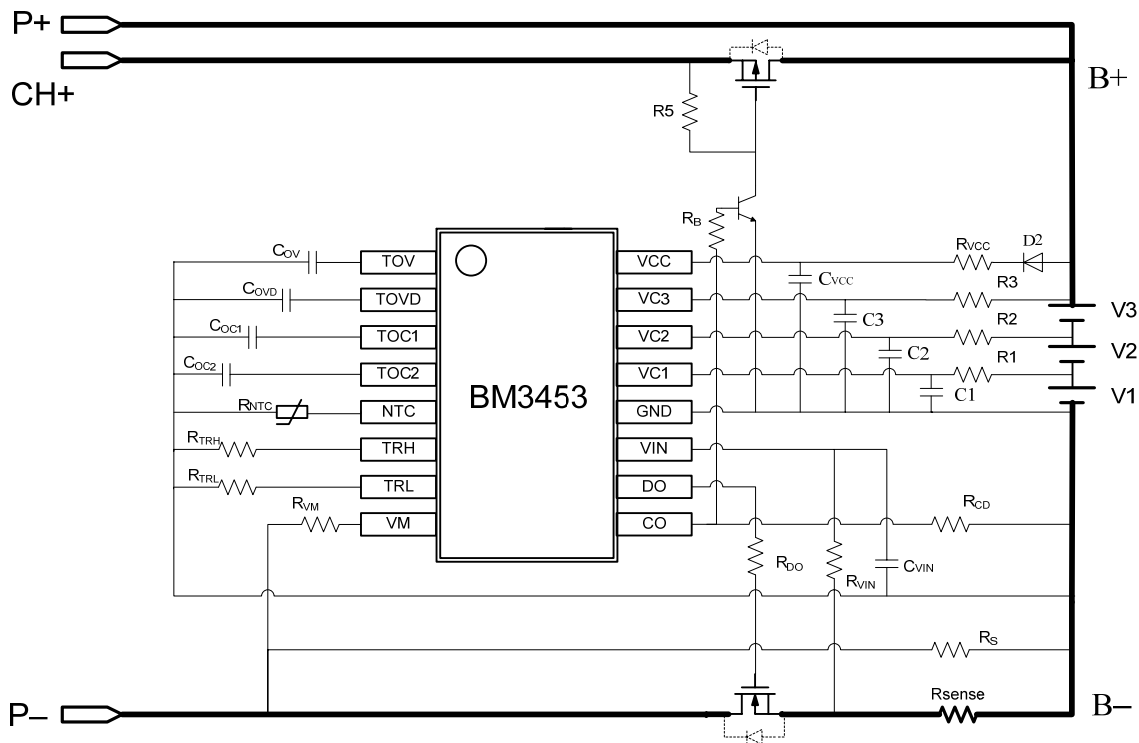 P+
CH+
B+
R5
RB
COV
TOV
VCC
RVCC
D2
COVD
TOVD
VC3
CVCC
R3
V3
COC1
TOC1
VC2
C3
R2
V2
COC2
TOC2
VC1
C2
R1
C1
V1
RNTC
NTC
BM3453
GND
RTRH
TRH
VIN
RTRL
TRL
DO
RVM
VM
CO
RCD
RDO
RVIN
CVIN
RS
P–
Rsense
B–